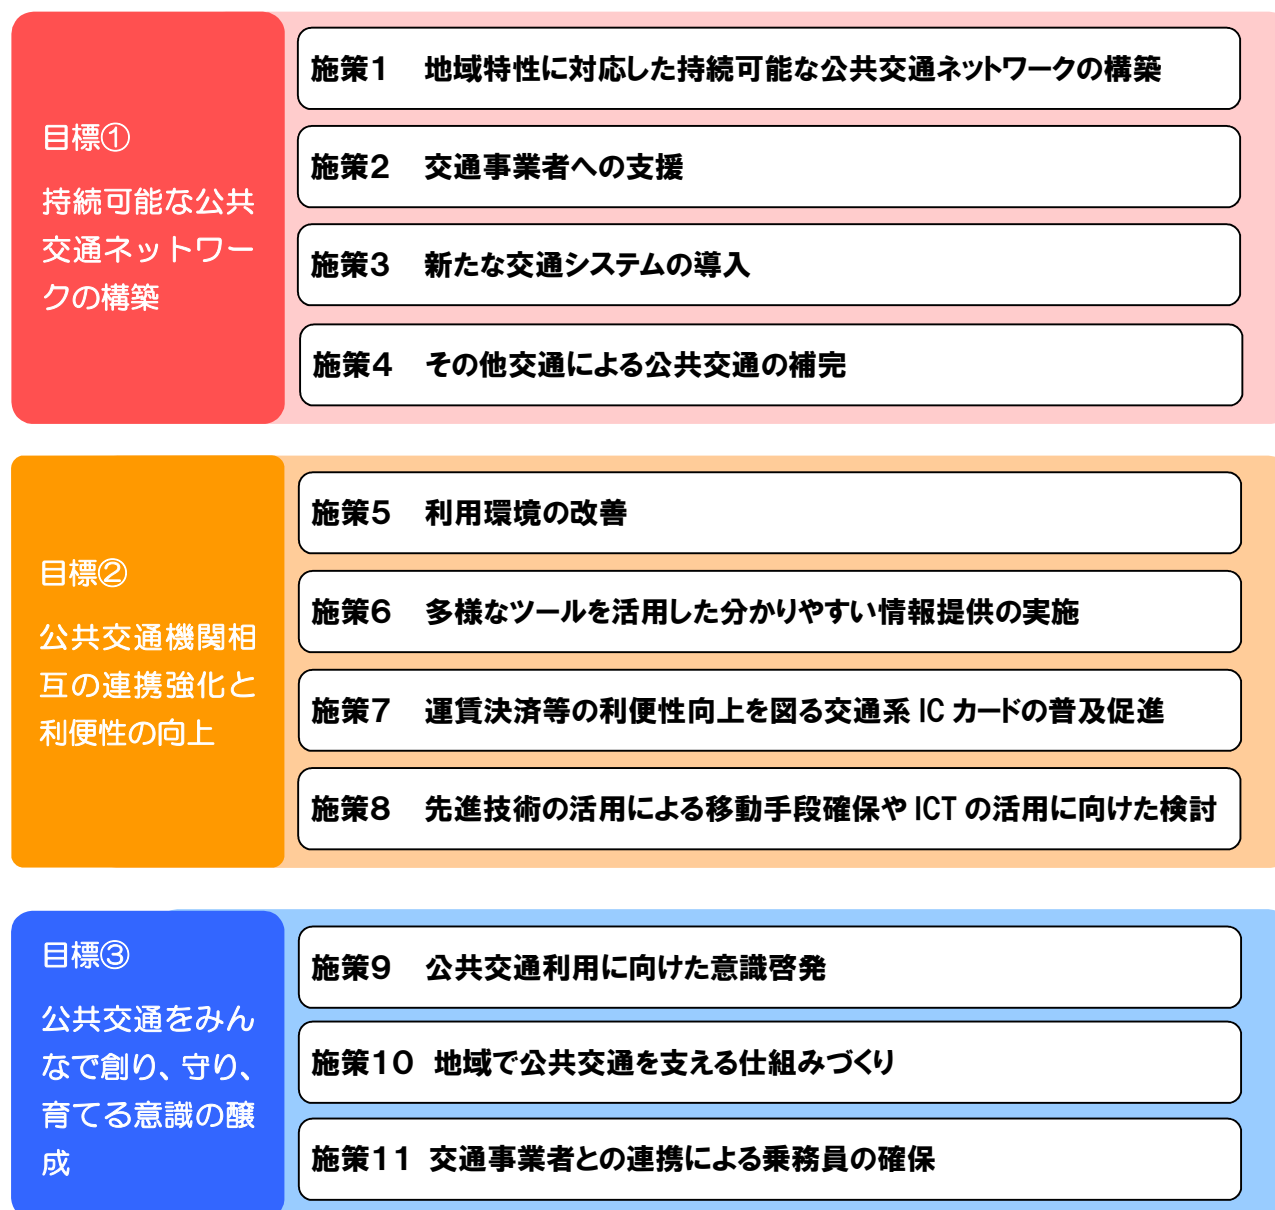 目標①
持続可能な公共
交通ネットワー
クの構築
施策1 地域特性に対応した持続可能な公共交通ネットワークの構築
施策2 交通事業者への支援
施策3 新たな交通システムの導入
施策4 その他交通による公共交通の補完
目標②
公共交通機関相
互の連携強化と
利便性の向上
施策5 利用環境の改善
施策6 多様なツールを活用した分かりやすい情報提供の実施
施策7 運賃決済等の利便性向上を図る交通系 IC カードの普及促進
施策8 先進技術の活用による移動手段確保や ICT の活用に向けた検討
目標③
公共交通をみん
なで創り、守り、
育てる意識の醸
成
施策9 公共交通利用に向けた意識啓発
施策10 地域で公共交通を支える仕組みづくり
施策11 交通事業者との連携による乗務員の確保